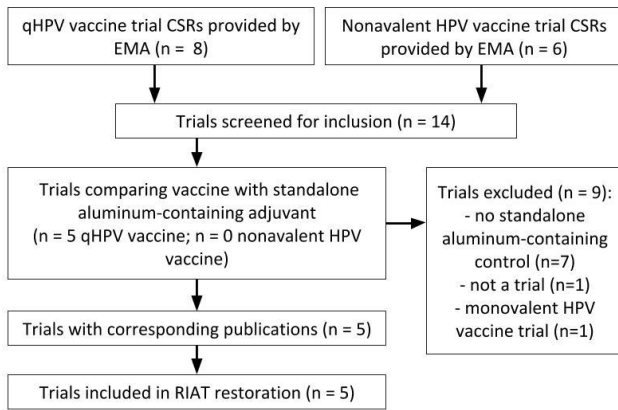 qHPV vaccine trial CSRs provided by
EMA (n =  8)
Nonavalent HPV vaccine trial CSRs
provided by EMA (n = 6)
Trials screened for inclusion (n = 14)
Trials comparing vaccine with standalone
aluminum-containing adjuvant
(n = 5 qHPV vaccine; n = 0 nonavalent HPV
vaccine)
Trials excluded (n = 9):
- no standalone
aluminum-containing
control (n=7)
- not a trial (n=1)
- monovalent HPV
vaccine trial (n=1)
Trials with corresponding publications (n = 5)
Trials included in RIAT restoration (n = 5)